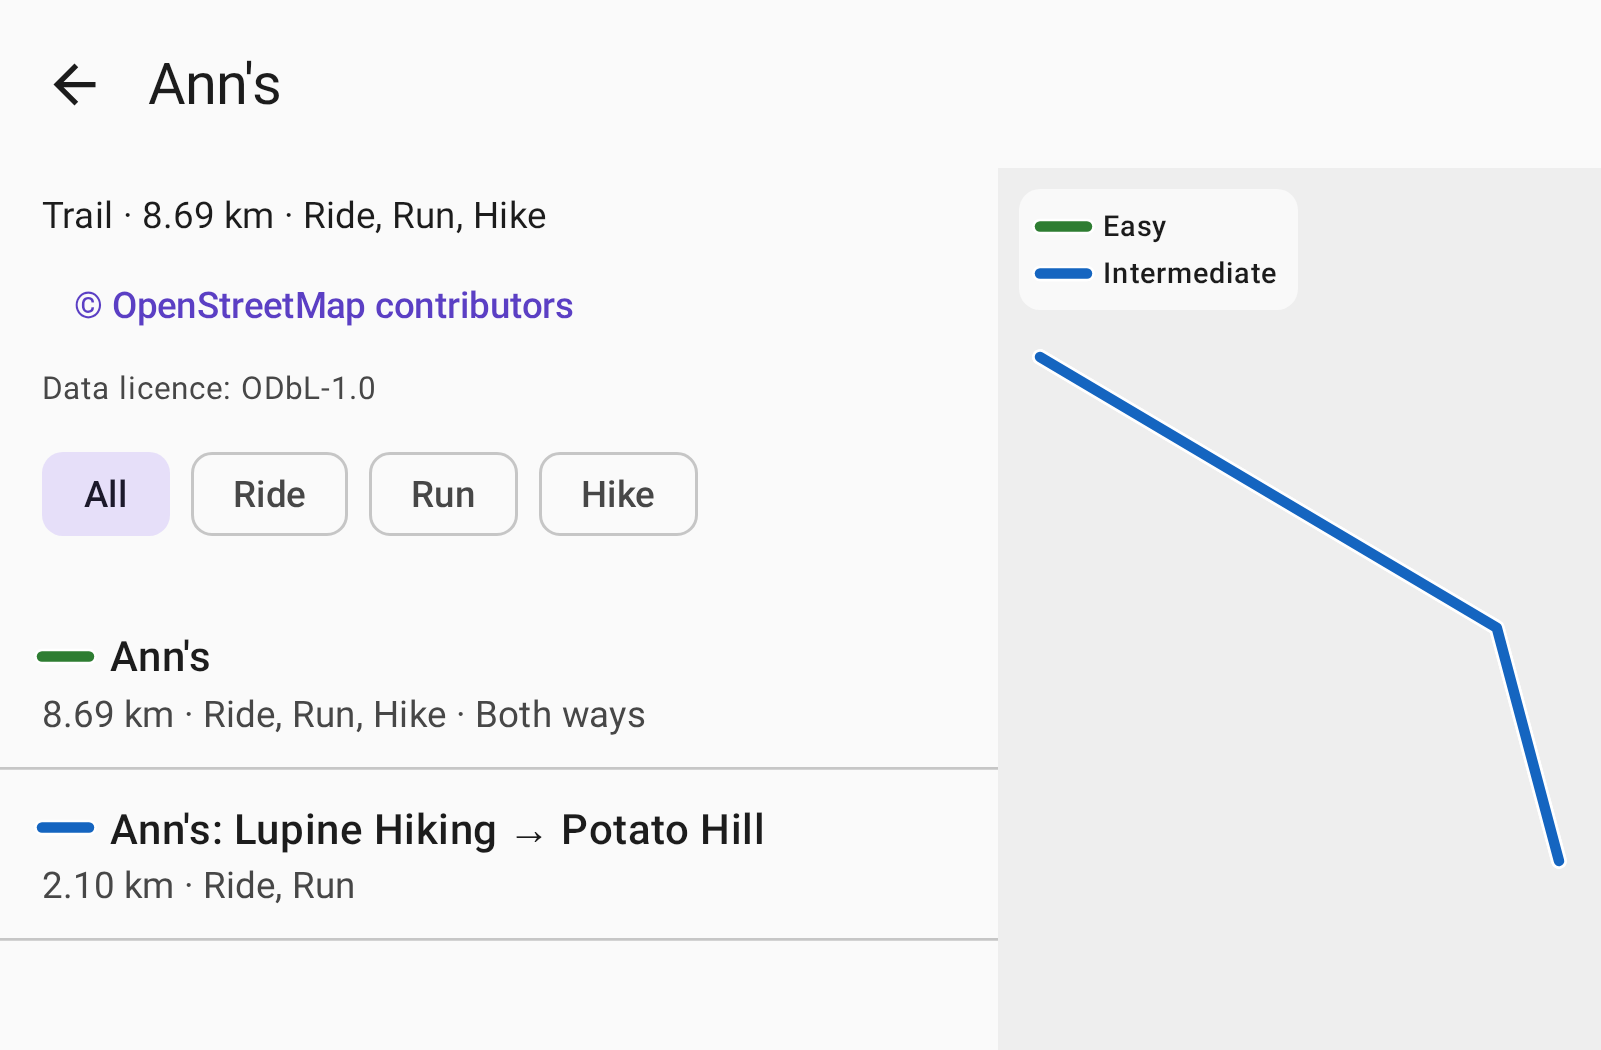 Ann's
Trail · 8.69 km · Ride, Run, Hike
© OpenStreetMap contributors
Data licence: ODbL-1.0
All
Ride
Run
Hike
Ann's
8.69 km · Ride, Run, Hike · Both ways
Ann's: Lupine Hiking → Potato Hill
2.10 km · Ride, Run
Easy
Intermediate